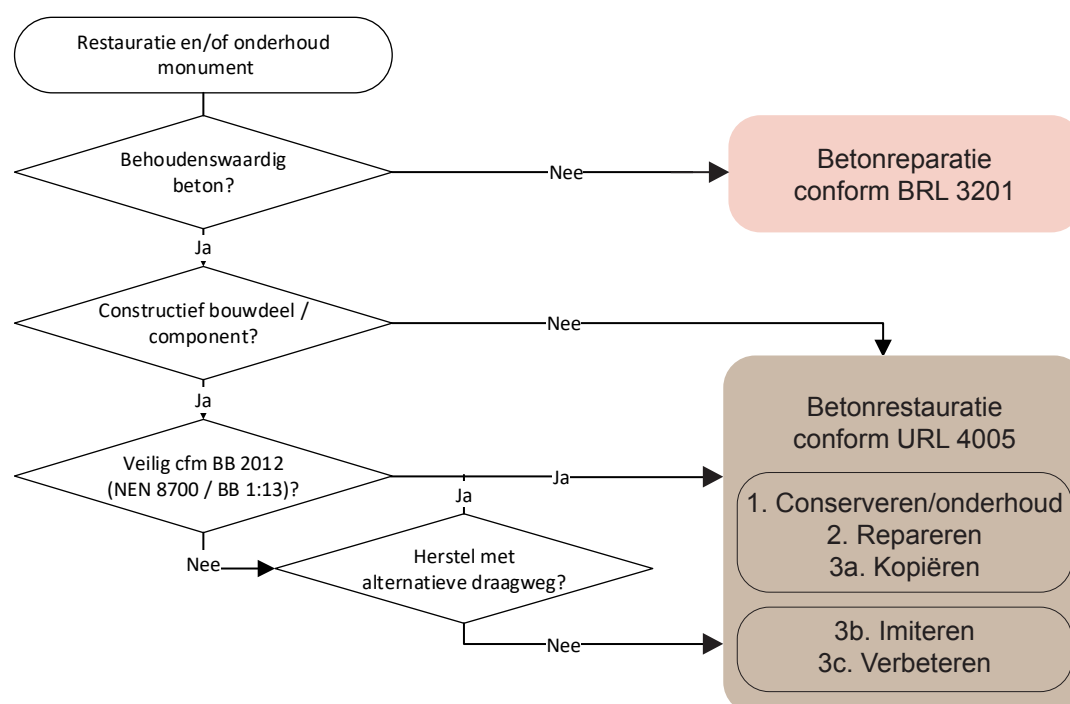 Restauratie en/of onderhoud
monument
Behoudenswaardig
beton?
Nee
Betonreparatie
conform BRL 3201
Ja
Constructief bouwdeel /
component?
Nee
Ja
Betonrestauratie
conform URL 4005
Veilig cfm BB 2012
(NEN 8700 / BB 1:13)?
Ja
Ja
1. Conserveren/onderhoud
2. Repareren
3a. Kopiëren
Nee
Herstel met
alternatieve draagweg?
Nee
3b. Imiteren
3c. Verbeteren